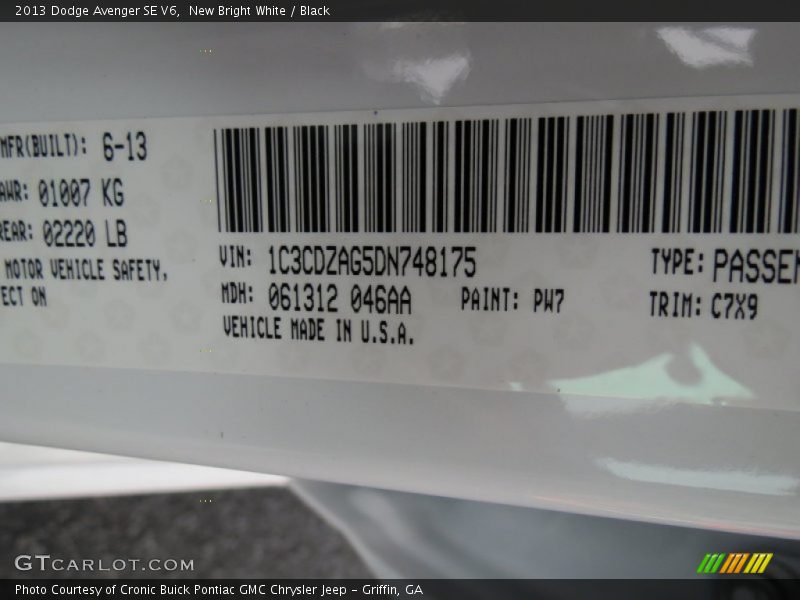 2013 Dodge Avenger SE V6, New Bright White / Black
MFR(BUILT): 6-13
AWR: 01007 KG
REAR: 02220 LB
MOTOR VEHICLE SAFETY,
ECT ON
VIN: 1C3CDZAG5DN748175
TYPE: PASSEN
MDH: 061312 046AA
PAINT: PW7
TRIM: C7X9
VEHICLE MADE IN U.S.A.
GTCARLOT.COM
Photo Courtesy of Cronic Buick Pontiac GMC Chrysler Jeep - Griffin, GA